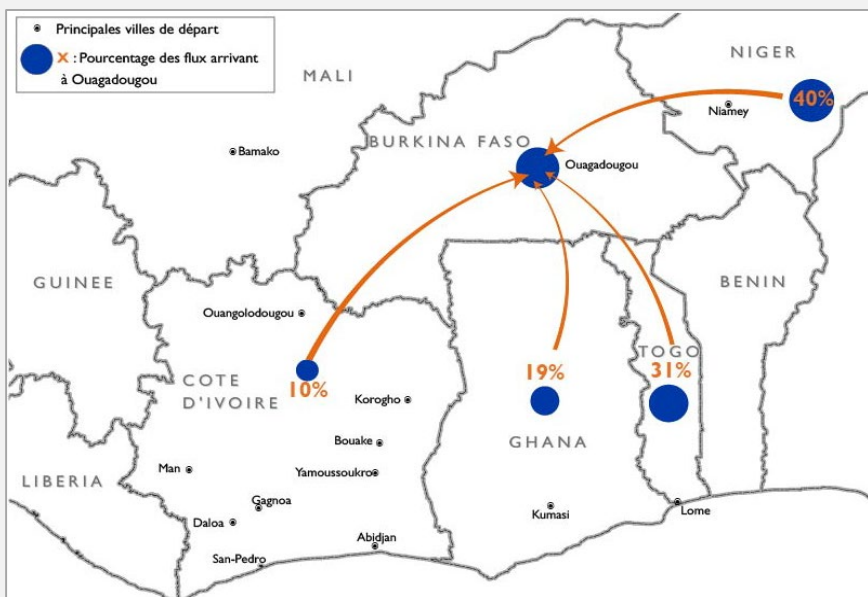 Principales villes de départ
X : Pourcentage des flux arrivant
à Ouagadougou
NIGER
MALI
40%
Niamey
BURKINA FASO
Bamako
Ouagadougou
GUINEE
BENIN
Ouangolodougou
TOGO
31%
19%
10%
COTE
D'IVOIRE
Korogho
GHANA
Bouake
Man
Yamoussoukro
LIBERIA
Gagnoa
Lome
Kumasi
Daloa
Abidjan
San-Pedro